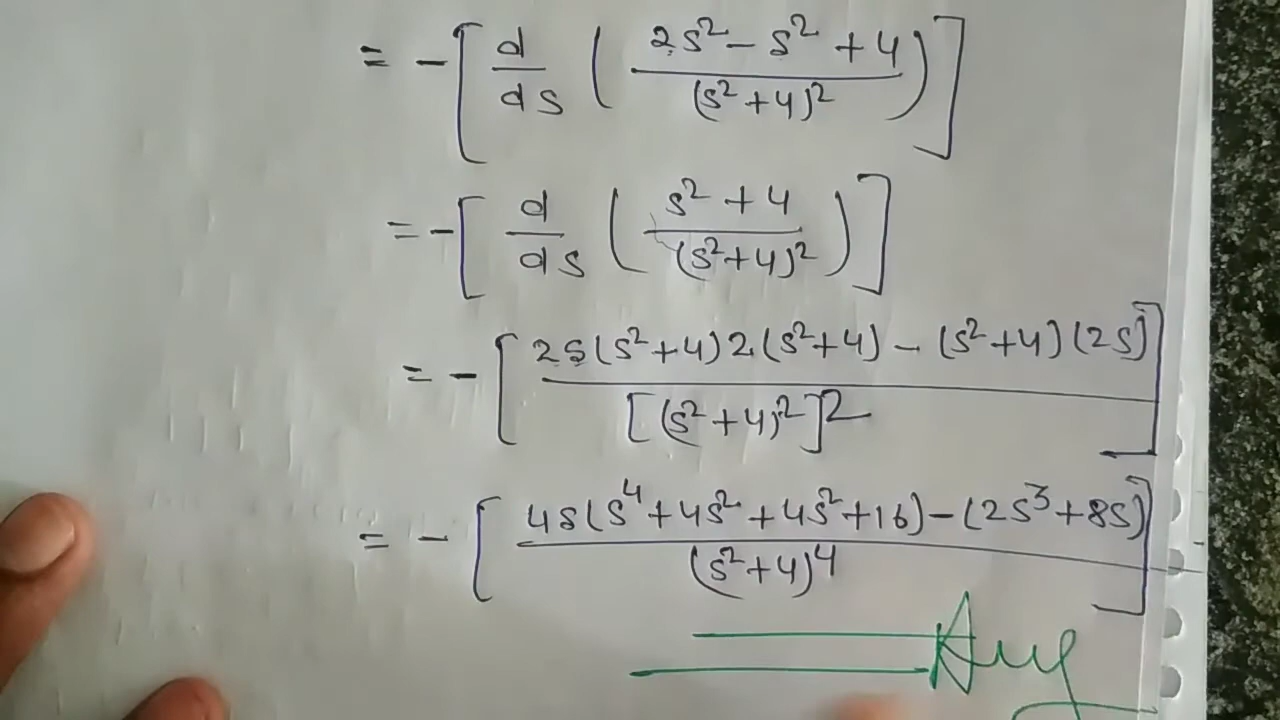 = -[d/ds ( (2s² - s² + 4)/(s²+4)² )]
= -[d/ds ( (s² + 4)/(s²+4)² )]
= -[ (2s(s²+4)2(s²+4) - (s²+4)(2s))/[(s²+4)²]² ]
= -[ (4s(s⁴+4s²+4s²+16)-(2s³+8s))/(s²+4)⁴ ]